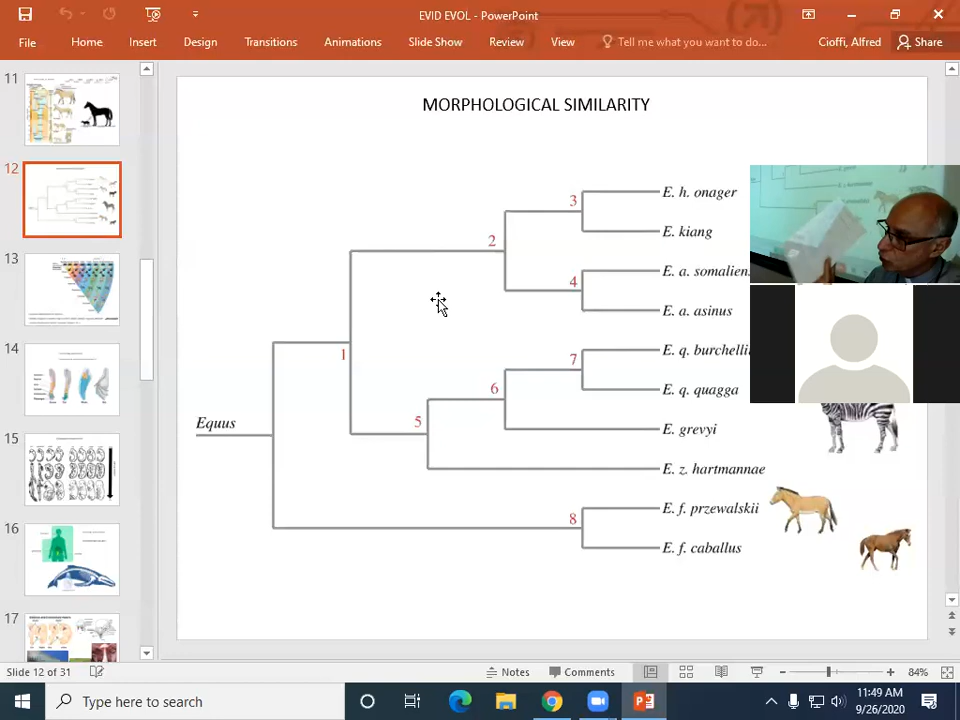 EVID EVOL - PowerPoint
File Home Insert Design Transitions Animations Slide Show Review View Tell me what you want to do... Cioffi, Alfred Share
11
12
13
14
15
16
17
MORPHOLOGICAL SIMILARITY
3 E. h. onager
E. kiang
2
4 E. a. somalien
E. a. asinus
1
7 E. q. burchelli
6 E. q. quagga
5
Equus
E. grevyi
E. z. hartmannae
8 E. f. przewalskii
E. f. caballus
Slide 12 of 31 Notes Comments 84%
Type here to search
11:49 AM
9/26/2020